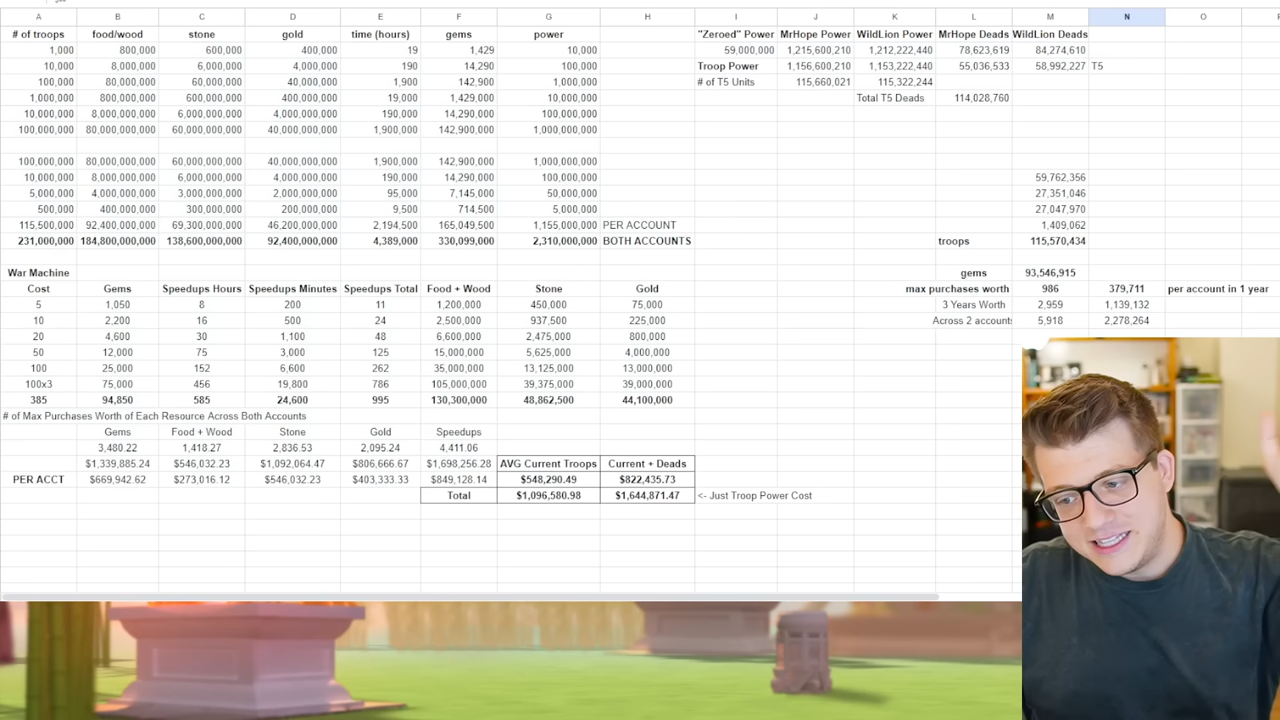 A B C D E F G H I J K L M N O
# of troops food/wood stone gold time (hours) gems power "Zeroed" Power MrHope Power WildLion Power MrHope Deads WildLion Deads
1,000 800,000 600,000 400,000 19 1,429 10,000 59,000,000 1,215,600,210 1,212,222,440 78,623,619 84,274,610
10,000 8,000,000 6,000,000 4,000,000 190 14,290 100,000 Troop Power 1,156,600,210 1,153,222,440 55,036,533 58,992,227 T5
100,000 80,000,000 60,000,000 40,000,000 1,900 142,900 1,000,000 # of T5 Units 115,660,021 115,322,244
1,000,000 800,000,000 600,000,000 400,000,000 19,000 1,429,000 10,000,000 Total T5 Deads 114,028,760
10,000,000 8,000,000,000 6,000,000,000 4,000,000,000 190,000 14,290,000 100,000,000
100,000,000 80,000,000,000 60,000,000,000 40,000,000,000 1,900,000 142,900,000 1,000,000,000
100,000,000 80,000,000,000 60,000,000,000 40,000,000,000 1,900,000 142,900,000 1,000,000,000
10,000,000 8,000,000,000 6,000,000,000 4,000,000,000 190,000 14,290,000 100,000,000 59,762,356
5,000,000 4,000,000,000 3,000,000,000 2,000,000,000 95,000 7,145,000 50,000,000 27,351,046
500,000 400,000,000 300,000,000 200,000,000 9,500 714,500 5,000,000 27,047,970
115,500,000 92,400,000,000 69,300,000,000 46,200,000,000 2,194,500 165,049,500 1,155,000,000 PER ACCOUNT 1,409,062
231,000,000 184,800,000,000 138,600,000,000 92,400,000,000 4,389,000 330,099,000 2,310,000,000 BOTH ACCOUNTS troops 115,570,434
War Machine gems 93,546,915
Cost Gems Speedups Hours Speedups Minutes Speedups Total Food + Wood Stone Gold max purchases worth 986 379,711 per account in 1 year
5 1,050 8 200 11 1,200,000 450,000 75,000 3 Years Worth 2,959 1,139,132
10 2,200 16 500 24 2,500,000 937,500 225,000 Across 2 accounts 5,918 2,278,264
20 4,600 30 1,100 48 6,600,000 2,475,000 800,000
50 12,000 75 3,000 125 15,000,000 5,625,000 4,000,000
100 25,000 152 6,600 262 35,000,000 13,125,000 13,000,000
100x3 75,000 456 19,800 786 105,000,000 39,375,000 39,000,000
385 94,850 585 24,600 995 130,300,000 48,862,500 44,100,000
# of Max Purchases Worth of Each Resource Across Both Accounts
Gems Food + Wood Stone Gold Speedups
3,480.22 1,418.27 2,836.53 2,095.24 4,411.06
$1,339,885.24 $546,032.23 $1,092,064.47 $806,666.67 $1,698,256.28 AVG Current Troops Current + Deads
PER ACCT $669,942.62 $273,016.12 $546,032.23 $403,333.33 $849,128.14 $548,290.49 $822,435.73
Total $1,096,580.98 $1,644,871.47 <- Just Troop Power Cost